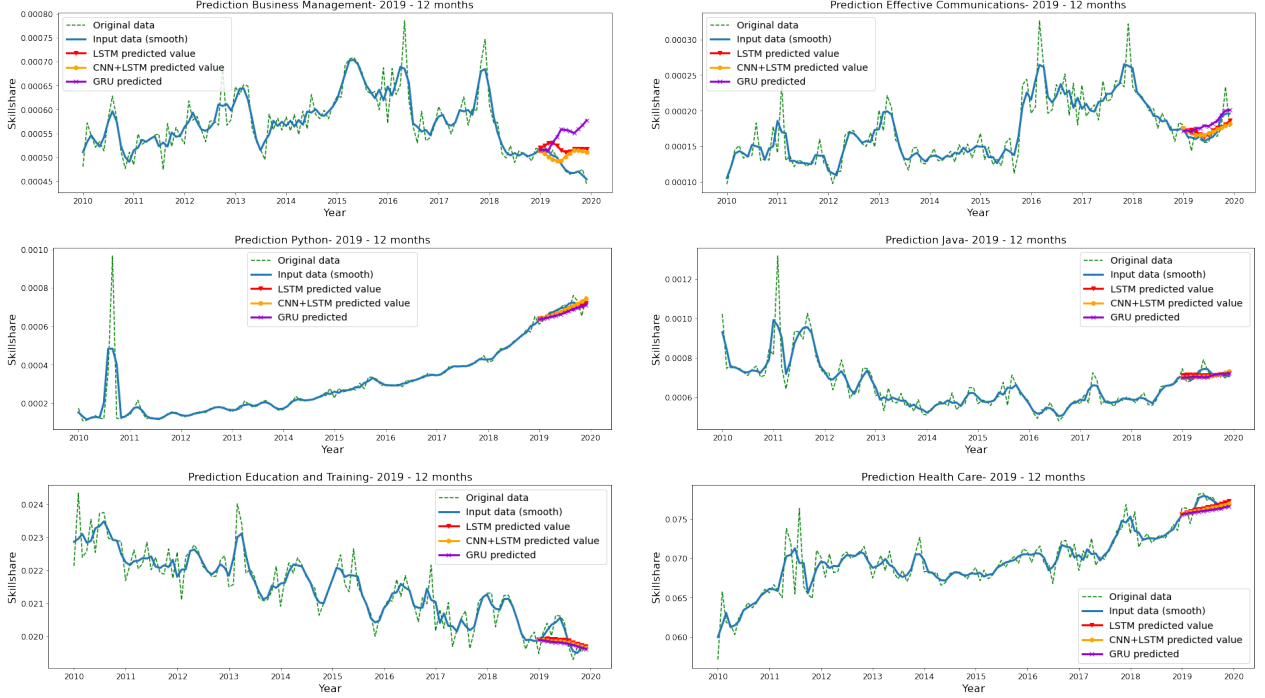 Prediction Business Management- 2019 - 12 months
0.00080
0.00075
0.00070
0.00065
0.00060
0.00055
0.00050
0.00045
Skillshare
Original data
Input data (smooth)
LSTM predicted value
CNN+LSTM predicted value
GRU predicted
2010 2011 2012 2013 2014 2015 2016 2017 2018 2019 2020
Year
Prediction Effective Communications- 2019 - 12 months
0.00030
0.00025
0.00020
0.00015
0.00010
Skillshare
Original data
Input data (smooth)
LSTM predicted value
CNN+LSTM predicted value
GRU predicted
2010 2011 2012 2013 2014 2015 2016 2017 2018 2019 2020
Year
Prediction Python- 2019 - 12 months
0.0010
0.0008
0.0006
0.0004
0.0002
Skillshare
Original data
Input data (smooth)
LSTM predicted value
CNN+LSTM predicted value
GRU predicted
2010 2011 2012 2013 2014 2015 2016 2017 2018 2019 2020
Year
Prediction Java- 2019 - 12 months
0.0012
0.0010
0.0008
0.0006
Skillshare
Original data
Input data (smooth)
LSTM predicted value
CNN+LSTM predicted value
GRU predicted
2010 2011 2012 2013 2014 2015 2016 2017 2018 2019 2020
Year
Prediction Education and Training- 2019 - 12 months
0.024
0.023
0.022
0.021
0.020
Skillshare
Original data
Input data (smooth)
LSTM predicted value
CNN+LSTM predicted value
GRU predicted
2010 2011 2012 2013 2014 2015 2016 2017 2018 2019 2020
Year
Prediction Health Care- 2019 - 12 months
0.075
0.070
0.065
0.060
Skillshare
Original data
Input data (smooth)
LSTM predicted value
CNN+LSTM predicted value
GRU predicted
2010 2011 2012 2013 2014 2015 2016 2017 2018 2019 2020
Year